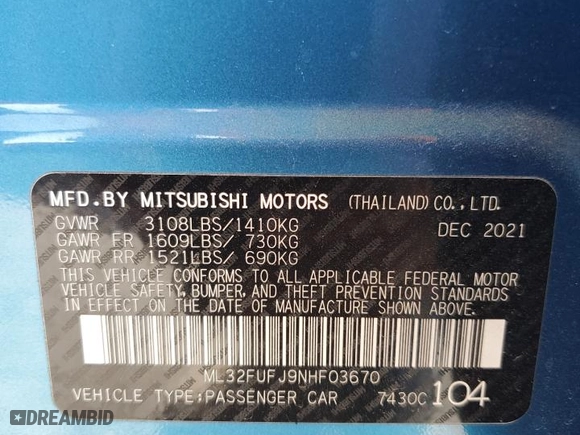 MFD.BY MITSUBISHI MOTORS (THAILAND) CO., LTD.
GVWR 3108LBS/1410KG DEC 2021
GAWR FR 1609LBS/ 730KG
GAWR RR 1521LBS/ 690KG
THIS VEHICLE CONFORMS TO ALL APPLICABLE FEDERAL MOTOR
VEHICLE SAFETY, BUMPER, AND THEFT PREVENTION STANDARDS
IN EFFECT ON THE DATE OF MANUFACTURE SHOWN ABOVE.
ML32FUFJ9NHF03670
VEHICLE TYPE:PASSENGER CAR 7430C 104
DREAMBID